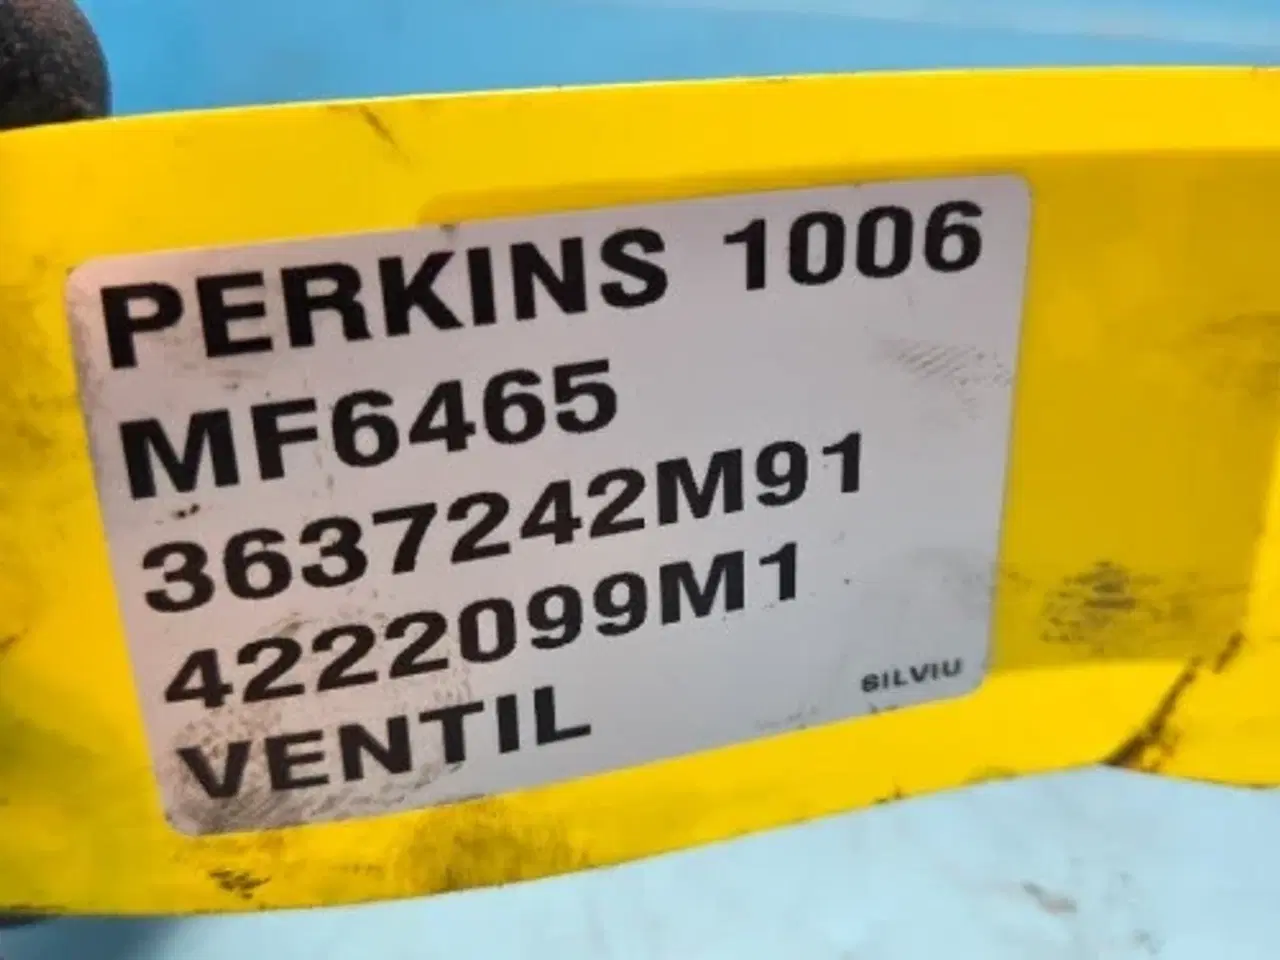 PERKINS 1006
MF6465
3637242M91
4222099M1
VENTIL
SILVIU